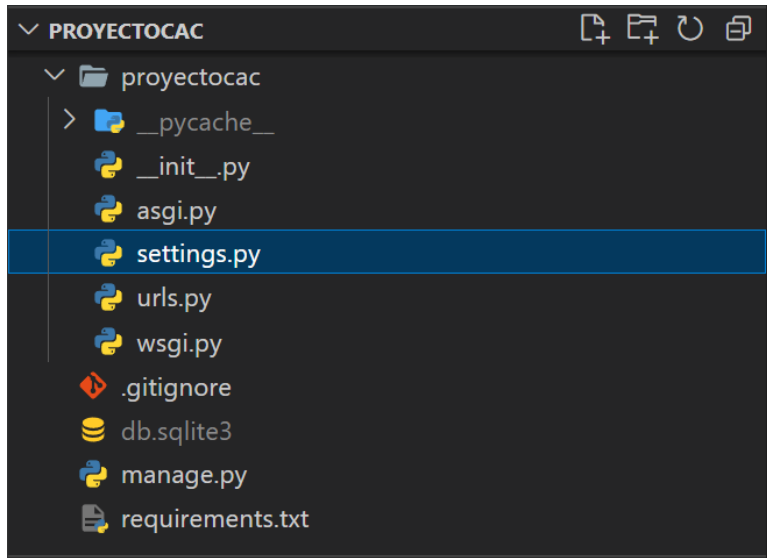 PROYECTOCAC
proyectocac
__pycache__
__init__.py
asgi.py
settings.py
urls.py
wsgi.py
.gitignore
db.sqlite3
manage.py
requirements.txt